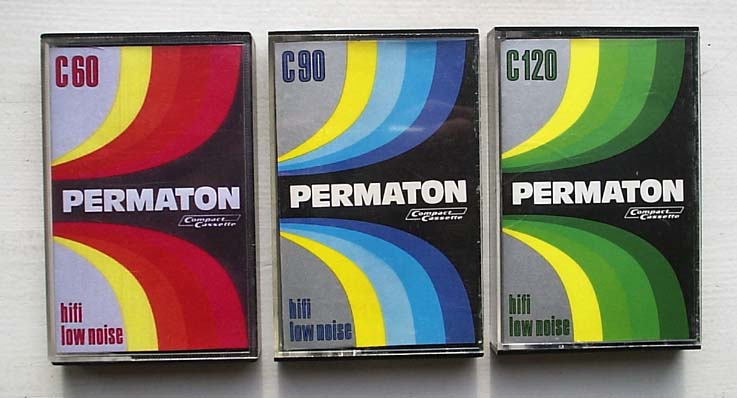 C60
PERMATON
Compact
Cassette
hifi
low noise
C90
PERMATON
Compact
Cassette
hifi
low noise
C120
PERMATON
Compact
Cassette
hifi
low noise